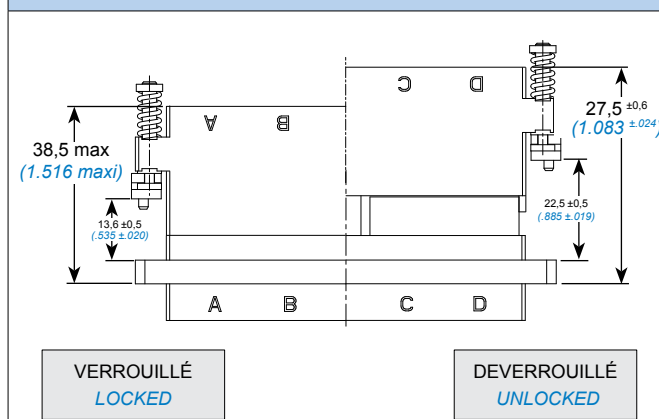 A B
C D
38,5 max
(1.516 maxi)
13,6 ±0,5
(.535 ±.020)
27,5 ±0,6
(1.083 ±.024)
22,5 ±0,5
(.885 ±.019)
A B C D
VERROUILLÉ
LOCKED
DEVERROUILLÉ
UNLOCKED